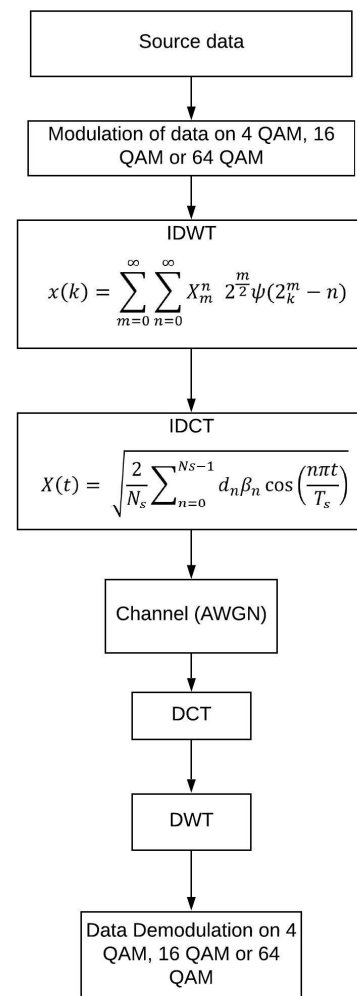 Source data
Modulation of data on 4 QAM, 16
QAM or 64 QAM
IDWT
x(k) = ∑_{m=0}^{∞} ∑_{n=0}^{∞} X_m^n 2^{m/2} ψ(2_k^m − n)
IDCT
X(t) = √(2/N_s ∑_{n=0}^{Ns−1} d_n β_n cos(nπt/T_s))
Channel (AWGN)
DCT
DWT
Data Demodulation on 4
QAM, 16 QAM or 64
QAM